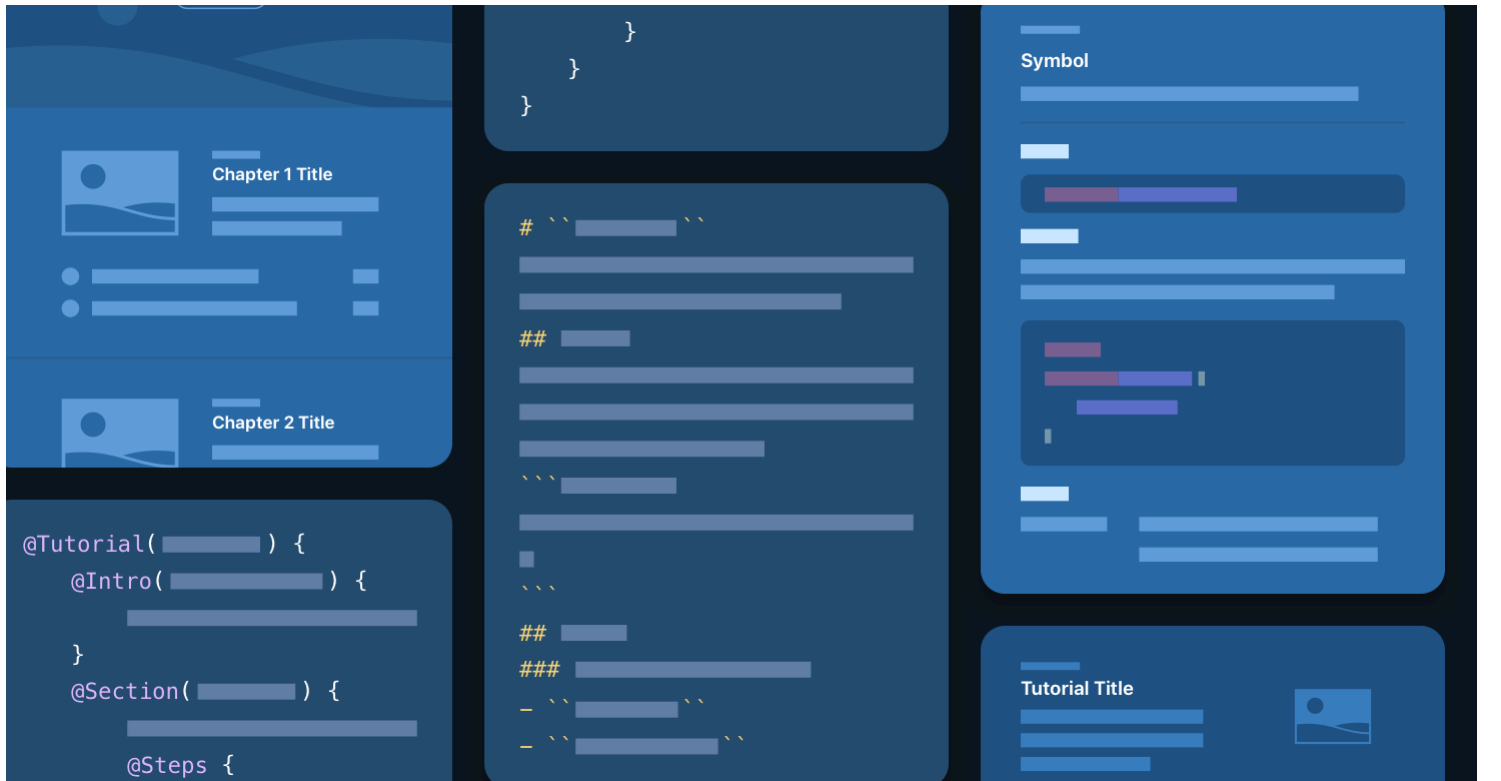 Chapter 1 Title
Chapter 2 Title
@Tutorial( ) {
@Intro( ) {
}
@Section( ) {
@Steps {
}
}
}
# `` ``
##
```
```
##
###
– `` ``
– `` ``
Symbol
Tutorial Title